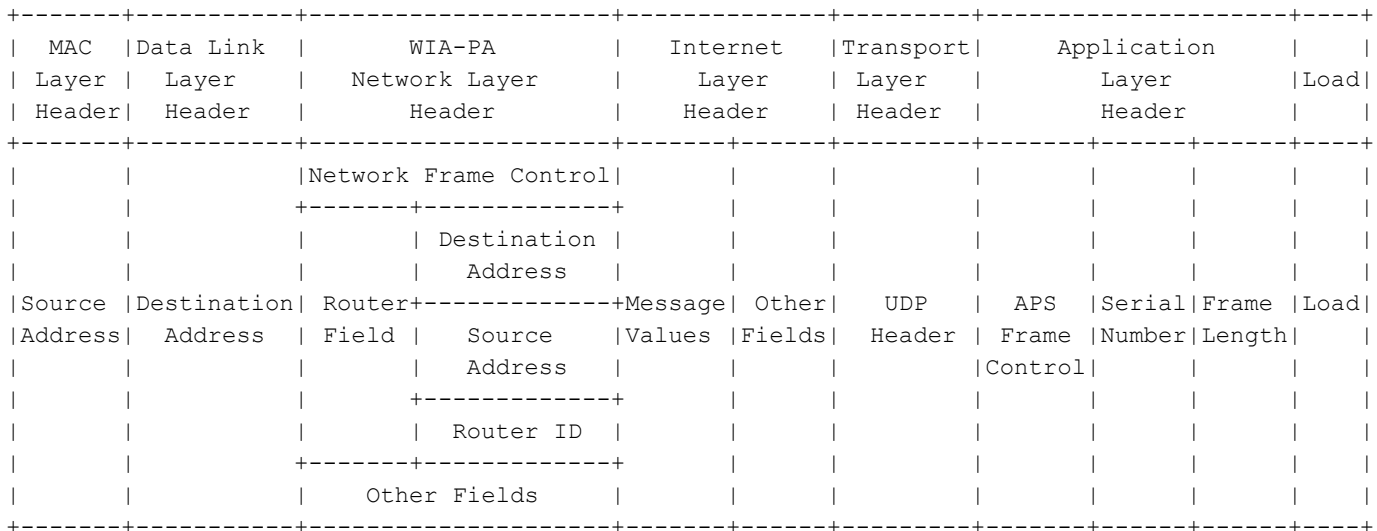 +-------+-----------+----------------------+---------------+---------+----------------------+----+
|  MAC  |Data Link  |        WIA-PA        |    Internet   |Transport|     Application      |    |
| Layer |  Layer    |    Network Layer     |      Layer    | Layer   |        Layer         |Load|
| Header|  Header   |        Header        |     Header    | Header  |        Header        |    |
+-------+-----------+----------------------+-------+-------+---------+-------+------+-------+----+
|       |           |Network Frame Control|       |      |         |       |      |      |    |
|       |           +-------+-------------+       |      |         |       |      |      |    |
|       |           |       | Destination |       |      |         |       |      |      |    |
|       |           |       |   Address   |       |      |         |       |      |      |    |
|Source |Destination| Router+-------------+Message| Other|   UDP   |  APS  |Serial|Frame |Load|
|Address|  Address  | Field |   Source    |Values |Fields|  Header | Frame |Number|Length|    |
|       |           |       |   Address   |       |      |         |Control|      |      |    |
|       |           |       +-------------+       |      |         |       |      |      |    |
|       |           |       |  Router ID  |       |      |         |       |      |      |    |
|       |           +-------+-------------+       |      |         |       |      |      |    |
|       |           |    Other Fields     |       |      |         |       |      |      |    |
+-------+-----------+---------------------+-------+------+---------+-------+------+------+----+